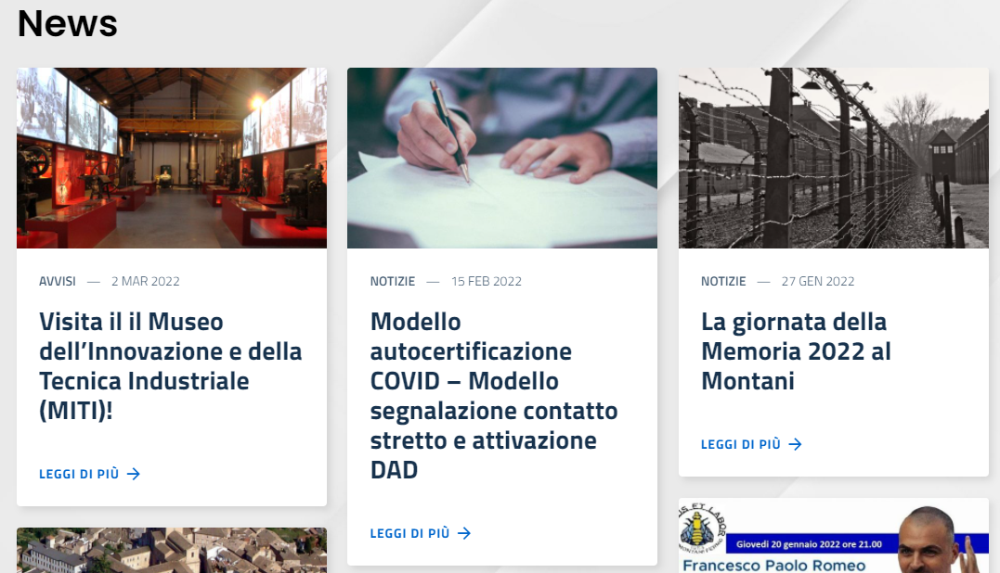 News
AVVISI — 2 MAR 2022
Visita il il Museo
dell’Innovazione e della
Tecnica Industriale
(MITI)!
LEGGI DI PIÙ →
NOTIZIE — 15 FEB 2022
Modello
autocertificazione
COVID – Modello
segnalazione contatto
stretto e attivazione
DAD
LEGGI DI PIÙ →
NOTIZIE — 27 GEN 2022
La giornata della
Memoria 2022 al
Montani
LEGGI DI PIÙ →
ET LABOR
Giovedì 20 gennaio 2022 ore 21.00
Francesco Paolo Romeo